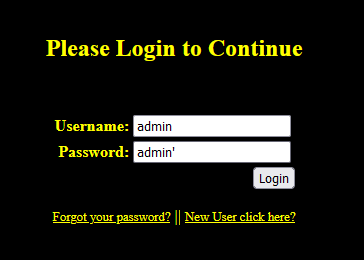 Please Login to Continue
Username: admin
Password: admin'
Login
Forgot your password? || New User click here?